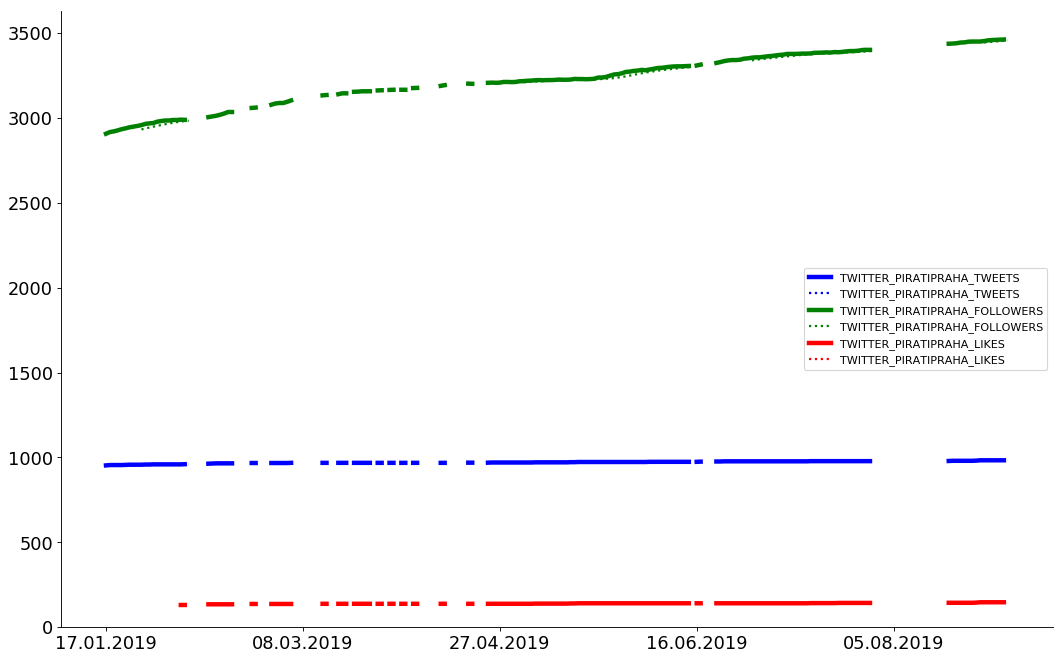 3500
3000
2500
2000
1500
1000
500
0
TWITTER_PIRATIPRAHA_TWEETS
TWITTER_PIRATIPRAHA_TWEETS
TWITTER_PIRATIPRAHA_FOLLOWERS
TWITTER_PIRATIPRAHA_FOLLOWERS
TWITTER_PIRATIPRAHA_LIKES
TWITTER_PIRATIPRAHA_LIKES
17.01.2019 08.03.2019 27.04.2019 16.06.2019 05.08.2019